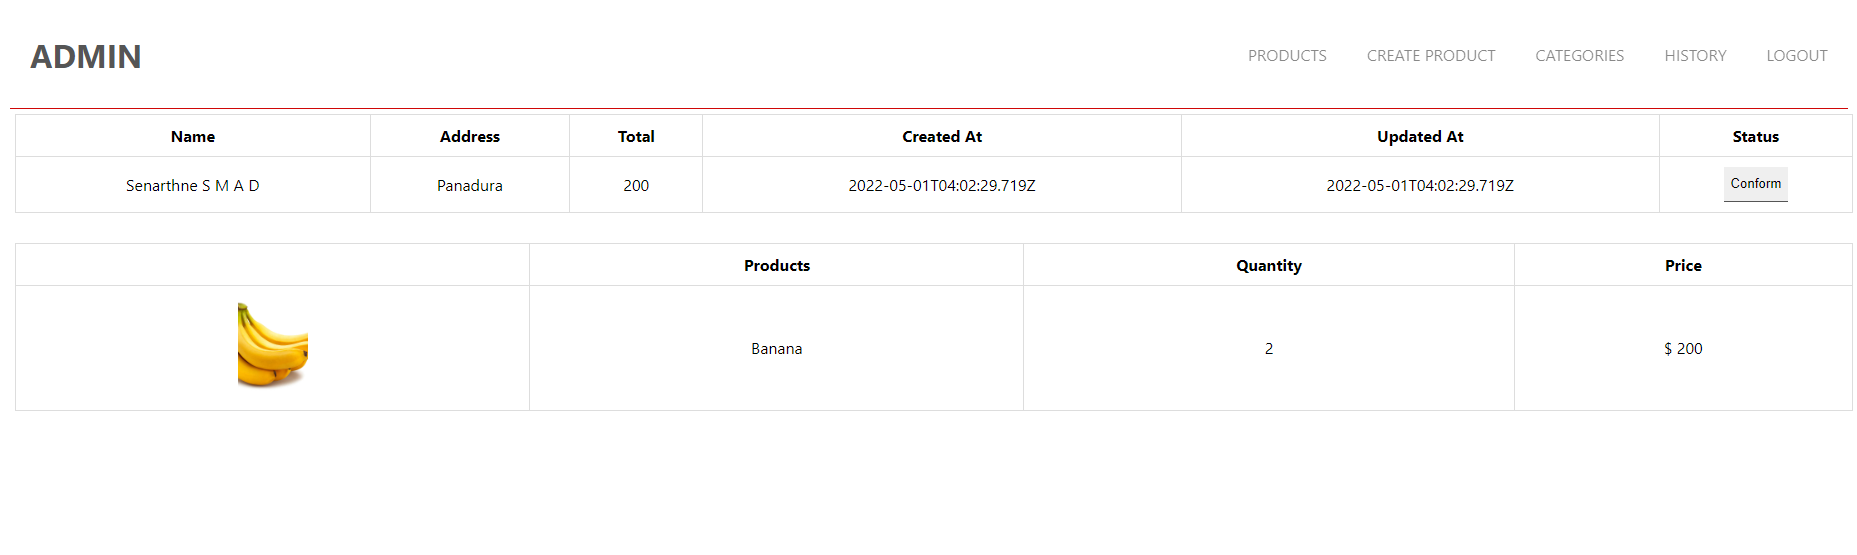 ADMIN PRODUCTS CREATE PRODUCT CATEGORIES HISTORY LOGOUT
Name Address Total Created At Updated At Status
Senarthne S M A D Panadura 200 2022-05-01T04:02:29.719Z 2022-05-01T04:02:29.719Z Conform
Products Quantity Price
Banana 2 $ 200